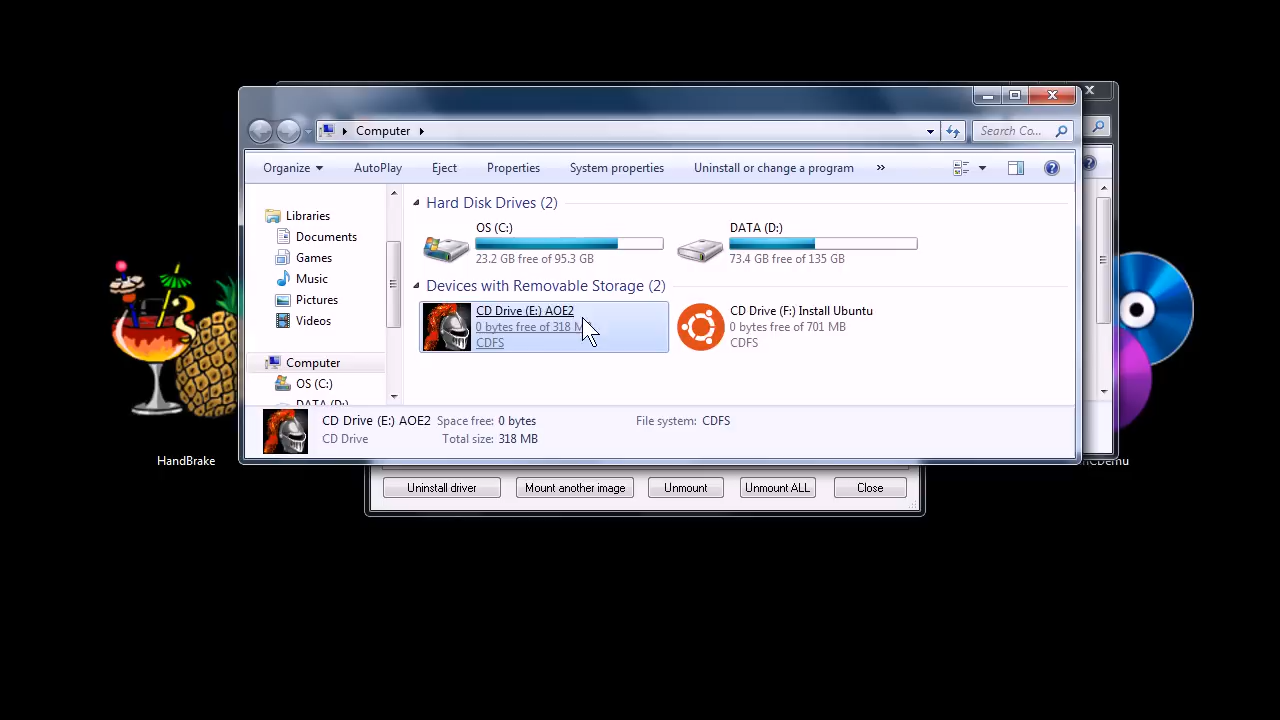 Computer
Search Co...
Organize
AutoPlay
Eject
Properties
System properties
Uninstall or change a program
»
Libraries
Documents
Games
Music
Pictures
Videos
Computer
OS (C:)
DATA (D:)
Hard Disk Drives (2)
OS (C:)
23.2 GB free of 95.3 GB
DATA (D:)
73.4 GB free of 135 GB
Devices with Removable Storage (2)
CD Drive (E:) AOE2
0 bytes free of 318 M
CDFS
CD Drive (F:) Install Ubuntu
0 bytes free of 701 MB
CDFS
CD Drive (E:) AOE2 Space free: 0 bytes File system: CDFS
CD Drive Total size: 318 MB
HandBrake
Uninstall driver
Mount another image
Unmount
Unmount ALL
Close